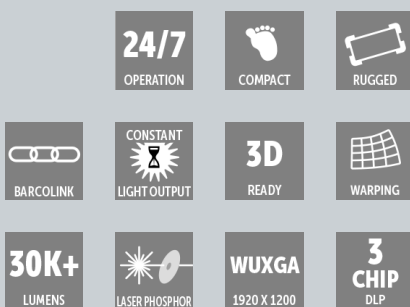 24/7
OPERATION
COMPACT
RUGGED
BARCOLINK
CONSTANT
LIGHT OUTPUT
3D
READY
WARPING
30K+
LUMENS
LASER PHOSPHOR
WUXGA
1920 X 1200
3
CHIP
DLP